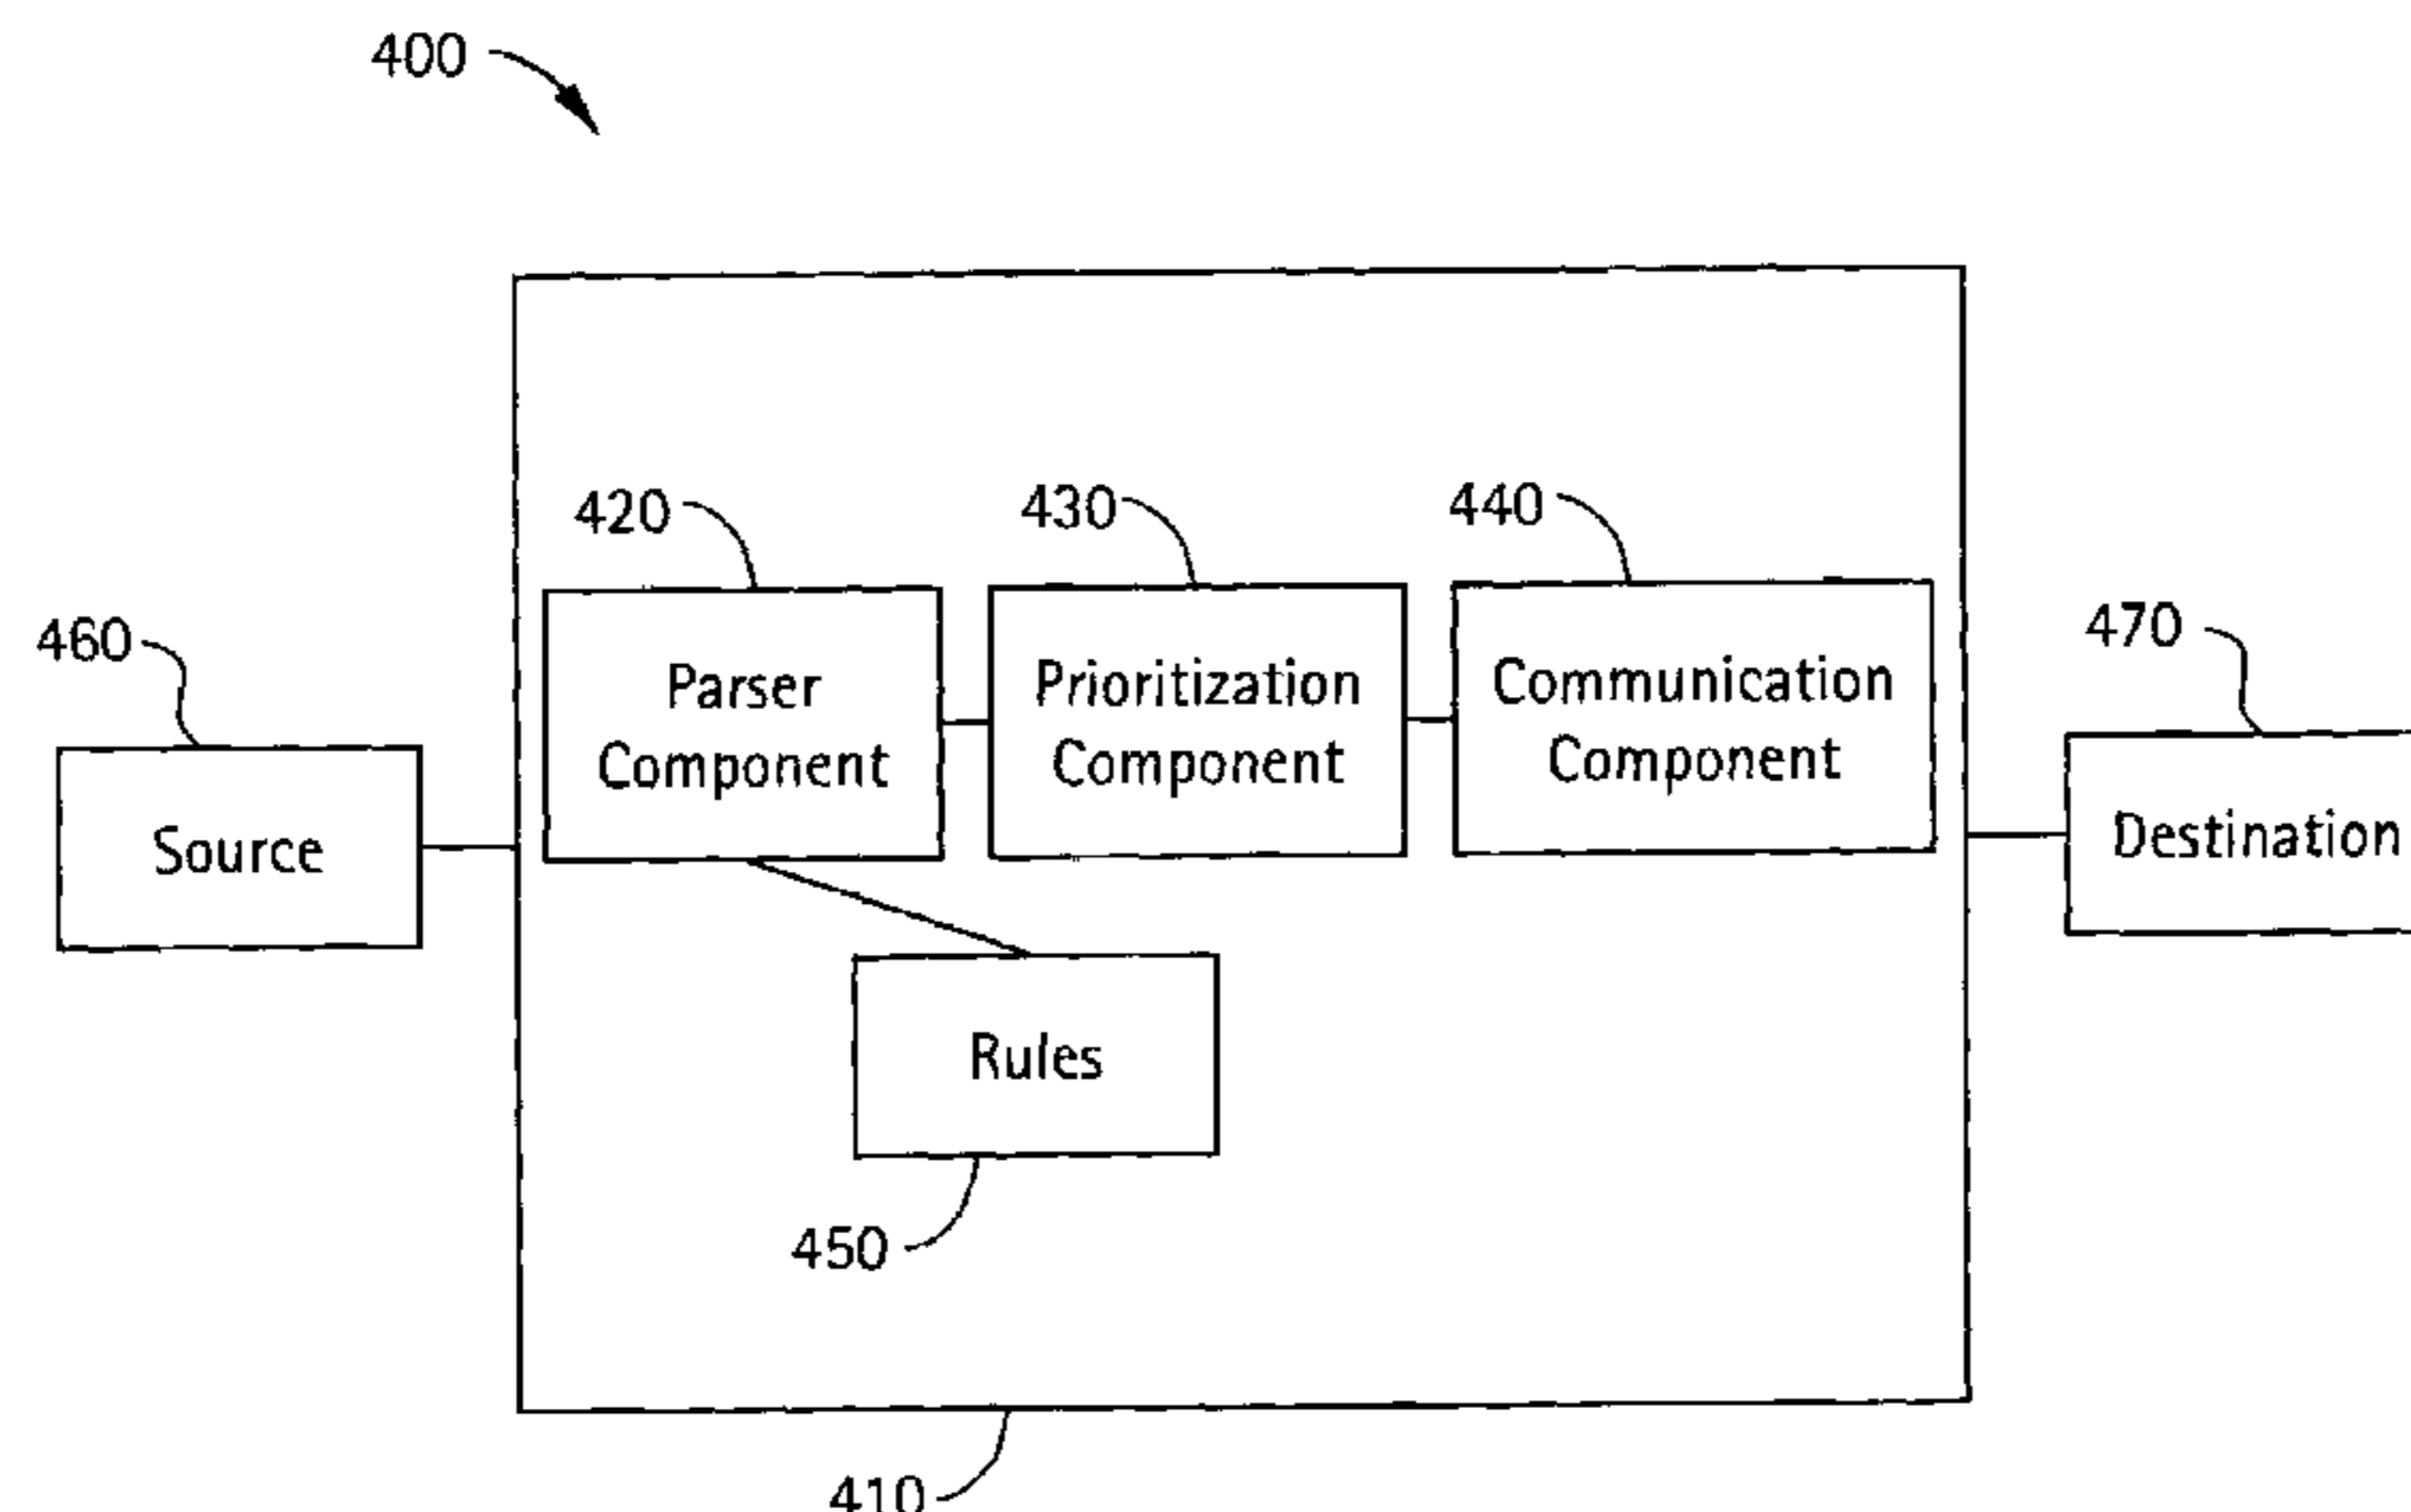 400
420
430
440
460
470
Parser
Component
Prioritization
Component
Communication
Component
Source
Destination
Rules
450
410